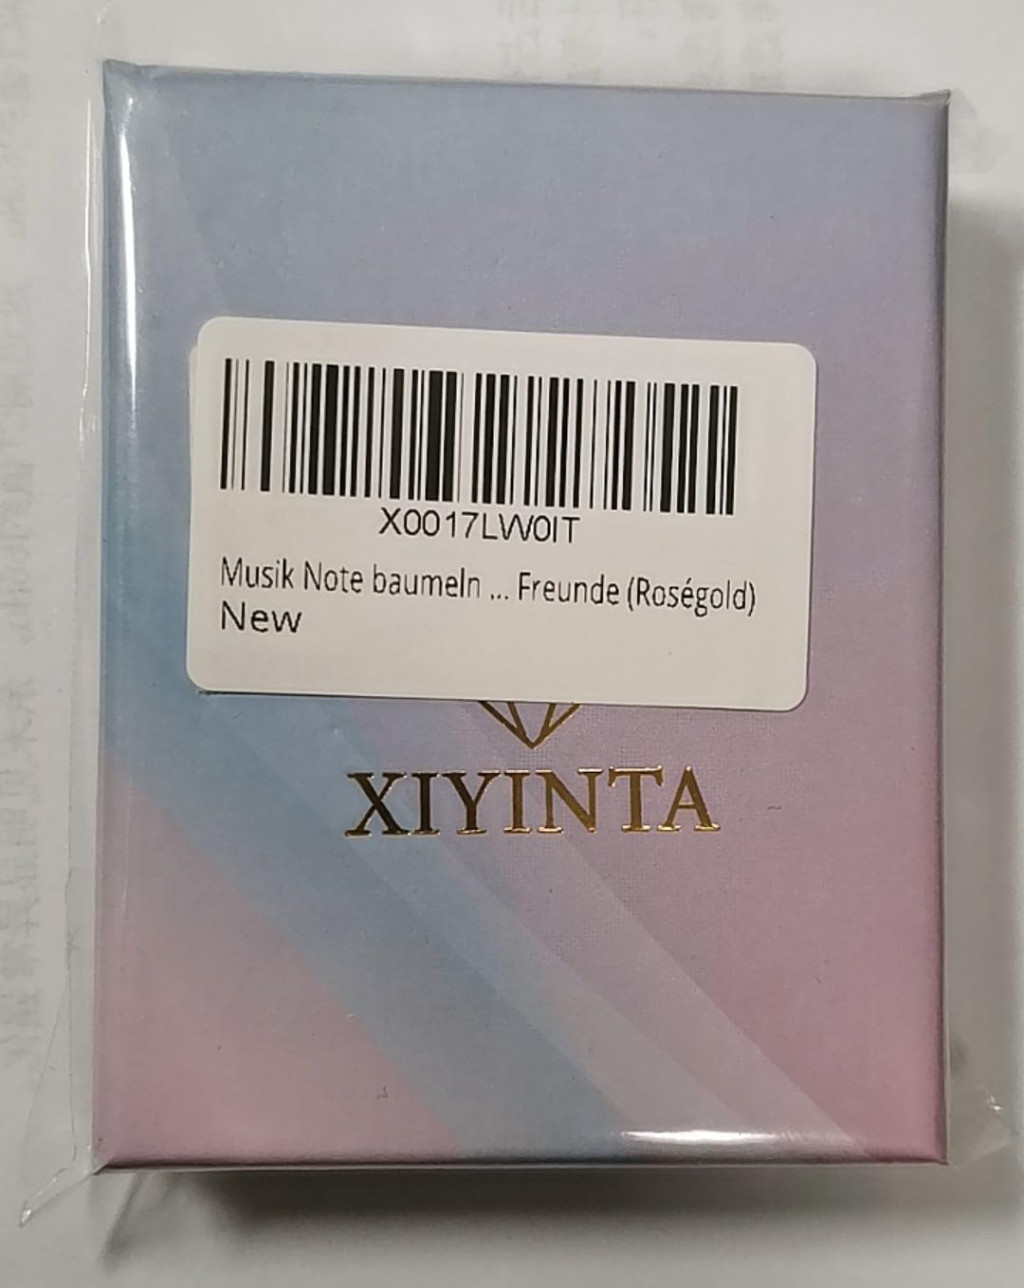 X0017LW0IT
Musik Note baumeln ... Freunde (Roségold)
New
XIYINTA